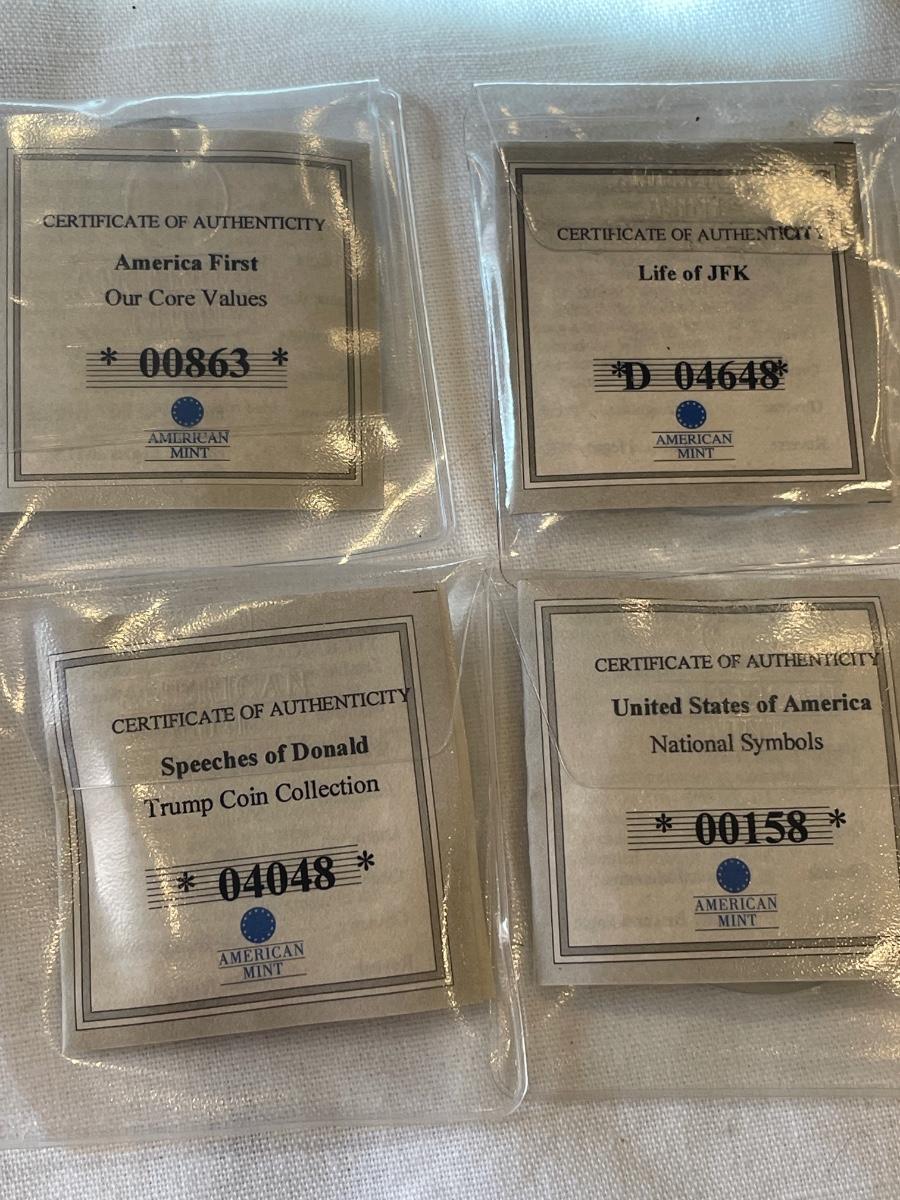 CERTIFICATE OF AUTHENTICITY
America First
Our Core Values
* 00863 *
AMERICAN
MINT
CERTIFICATE OF AUTHENTICITY
Life of JFK
*D 04648*
AMERICAN
MINT
CERTIFICATE OF AUTHENTICITY
Speeches of Donald
Trump Coin Collection
* 04048 *
AMERICAN
MINT
CERTIFICATE OF AUTHENTICITY
United States of America
National Symbols
* 00158 *
AMERICAN
MINT